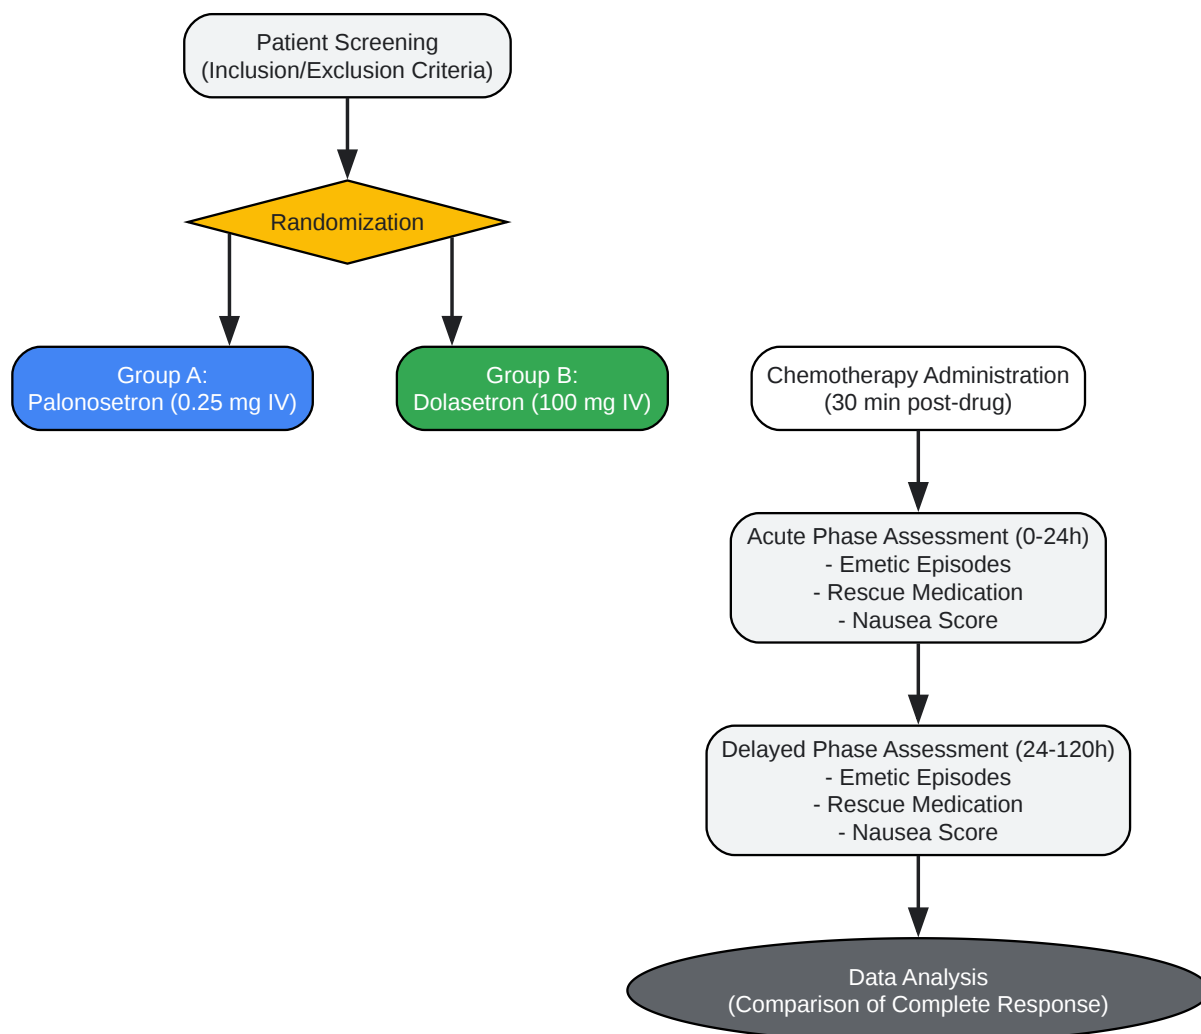 Patient Screening
(Inclusion/Exclusion Criteria)
Randomization
Group A:
Palonosetron (0.25 mg IV)
Group B:
Dolasetron (100 mg IV)
Chemotherapy Administration
(30 min post-drug)
Acute Phase Assessment (0-24h)
- Emetic Episodes
- Rescue Medication
- Nausea Score
Delayed Phase Assessment (24-120h)
- Emetic Episodes
- Rescue Medication
- Nausea Score
Data Analysis
(Comparison of Complete Response)